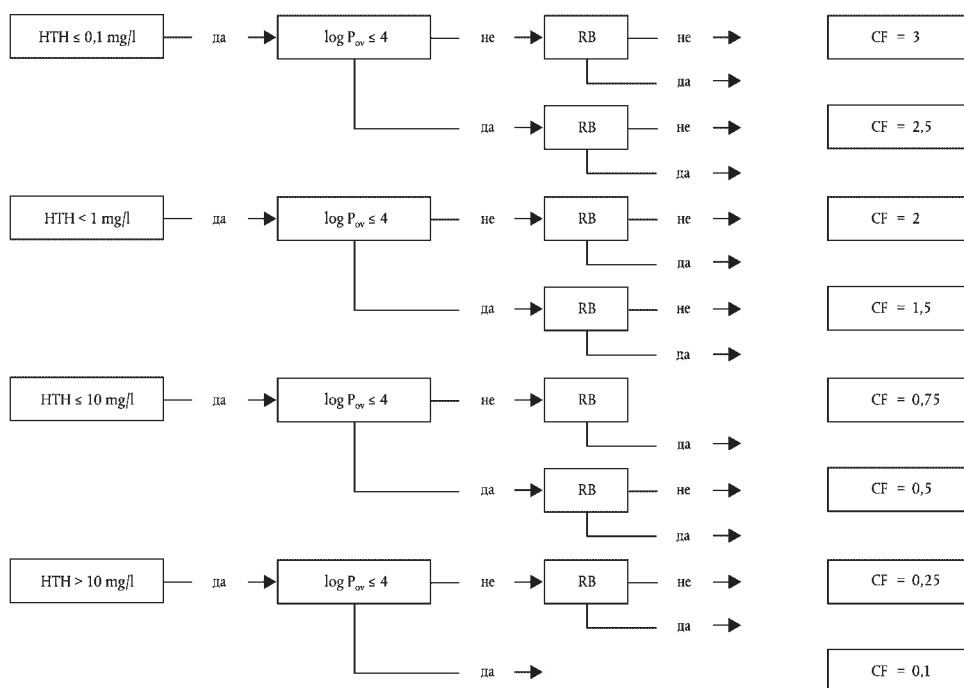 HTH ≤ 0,1 mg/l да log Pov ≤ 4 не RB не CF = 3
да
да RB не CF = 2,5
да
HTH < 1 mg/l да log Pov ≤ 4 не RB не CF = 2
да
да RB не CF = 1,5
да
HTH ≤ 10 mg/l да log Pov ≤ 4 не RB CF = 0,75
да
да RB не CF = 0,5
да
HTH > 10 mg/l да log Pov ≤ 4 не RB не CF = 0,25
да
да CF = 0,1